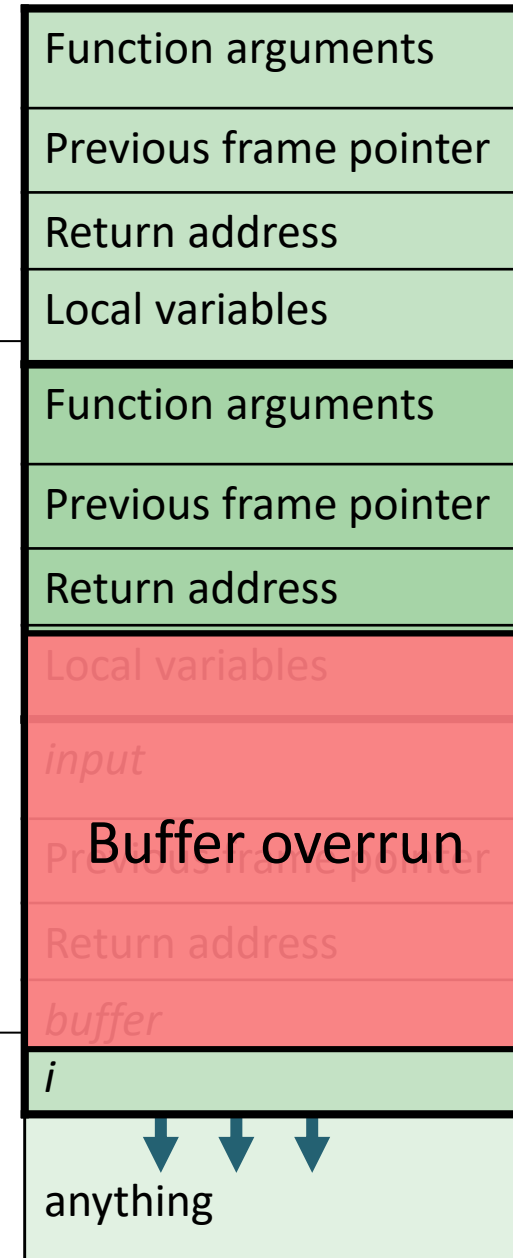 Function arguments
Previous frame pointer
Return address
Local variables
Function arguments
Previous frame pointer
Return address
Local variables
input
Buffer overrun
Previous frame pointer
Return address
buffer
i
anything